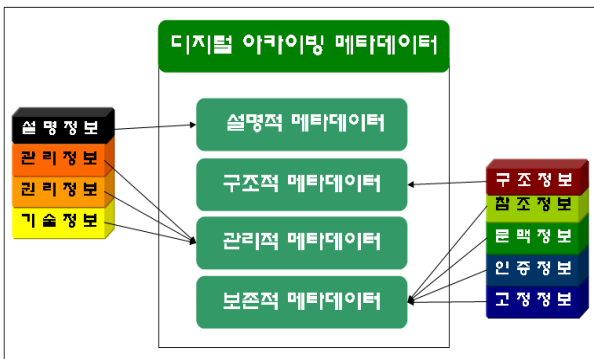 디지털 아카이빙 메타데이터
설명정보
관리정보
권리정보
기술정보
설명적 메타데이터
구조적 메타데이터
관리적 메타데이터
보존적 메타데이터
구조정보
참조정보
문맥정보
인증정보
고정정보